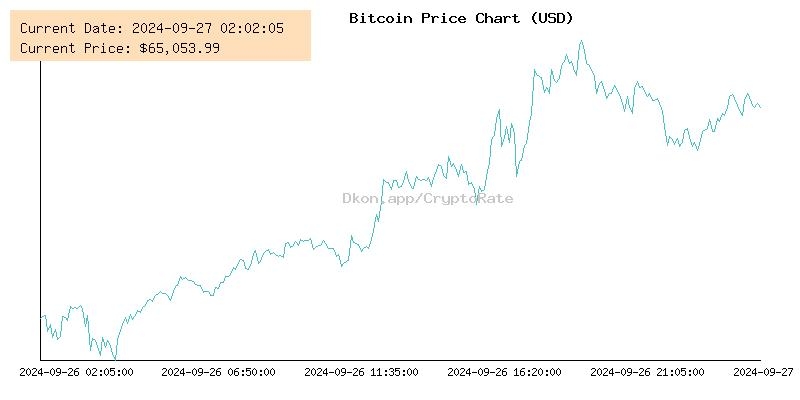 Bitcoin Price Chart (USD)
Current Date: 2024-09-27 02:02:05
Current Price: $65,053.99
Dkon.app/CryptoRate
2024-09-26 02:05:00 2024-09-26 06:50:00 2024-09-26 11:35:00 2024-09-26 16:20:00 2024-09-26 21:05:00 2024-09-27